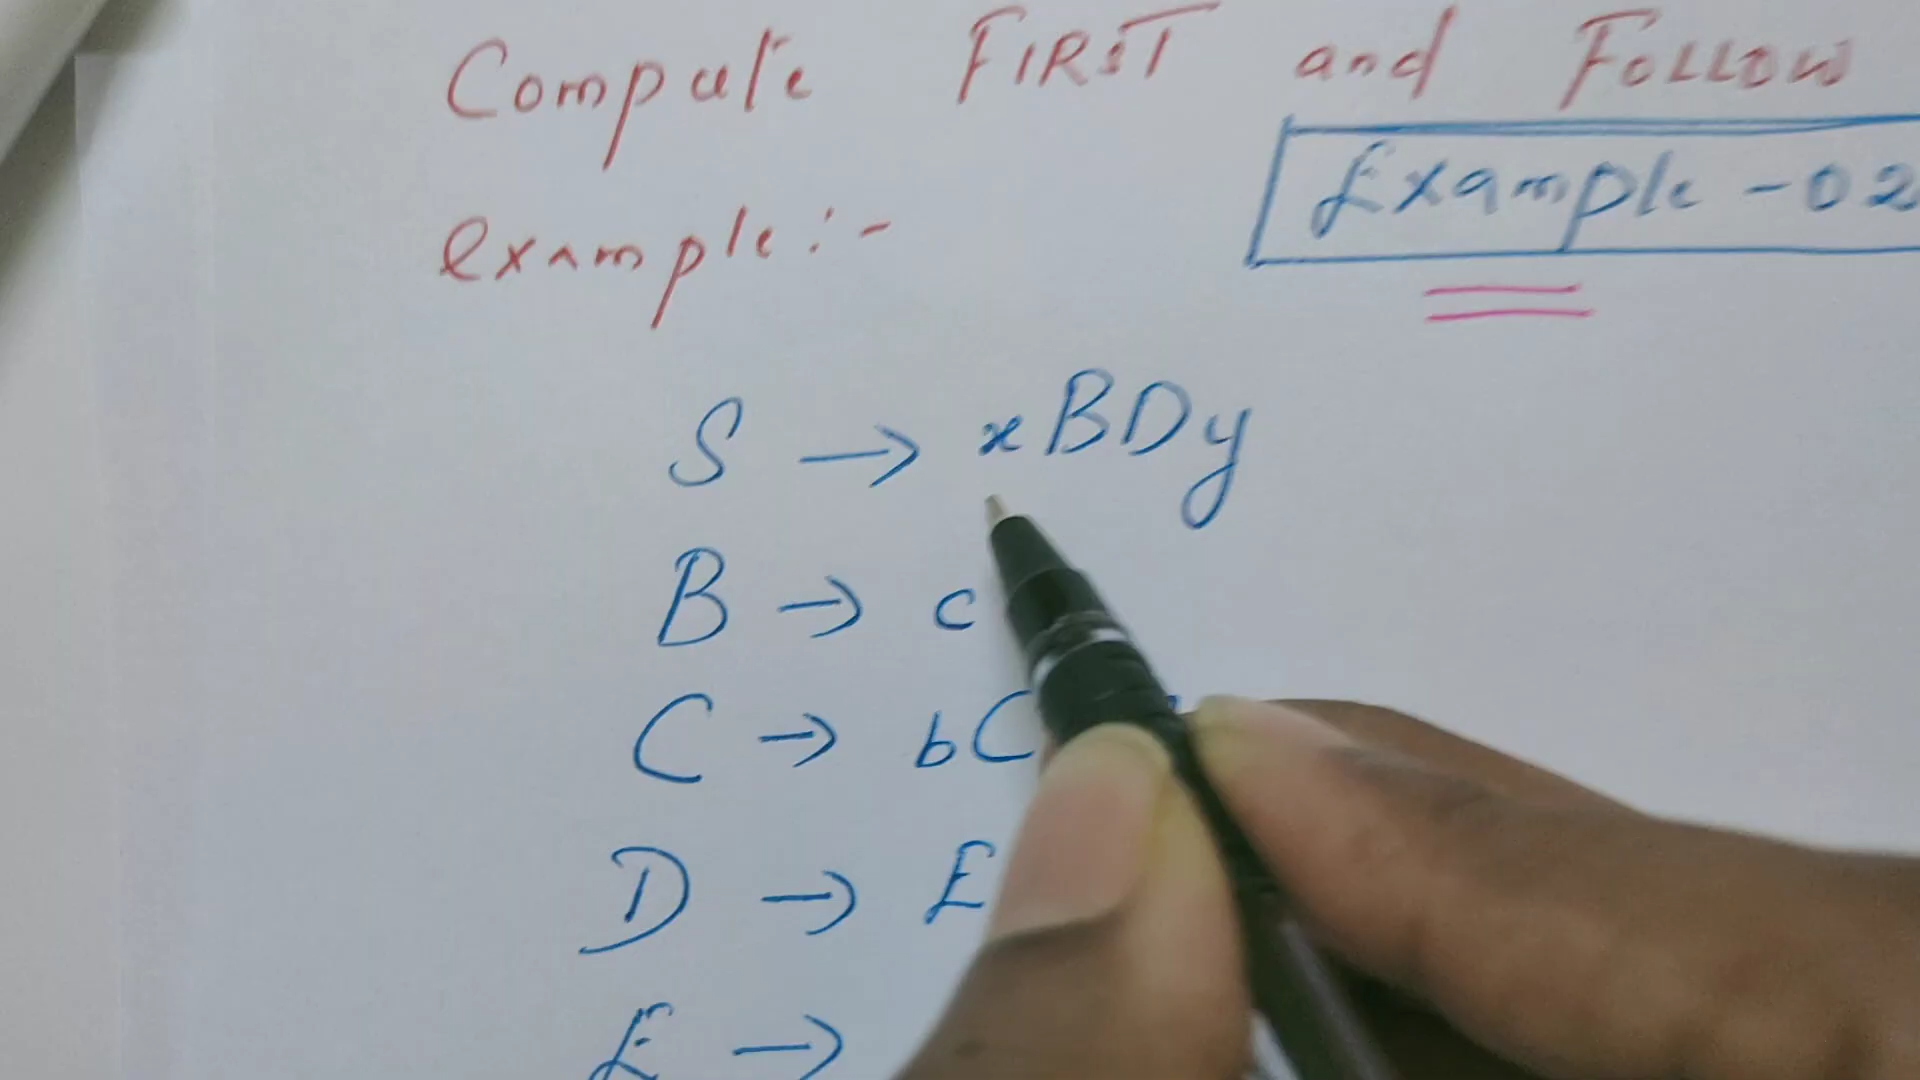 Compute FIRST and FOLLOW
Example-02
example:-
S → xBDy
B → c
C → bC
D → E
E →